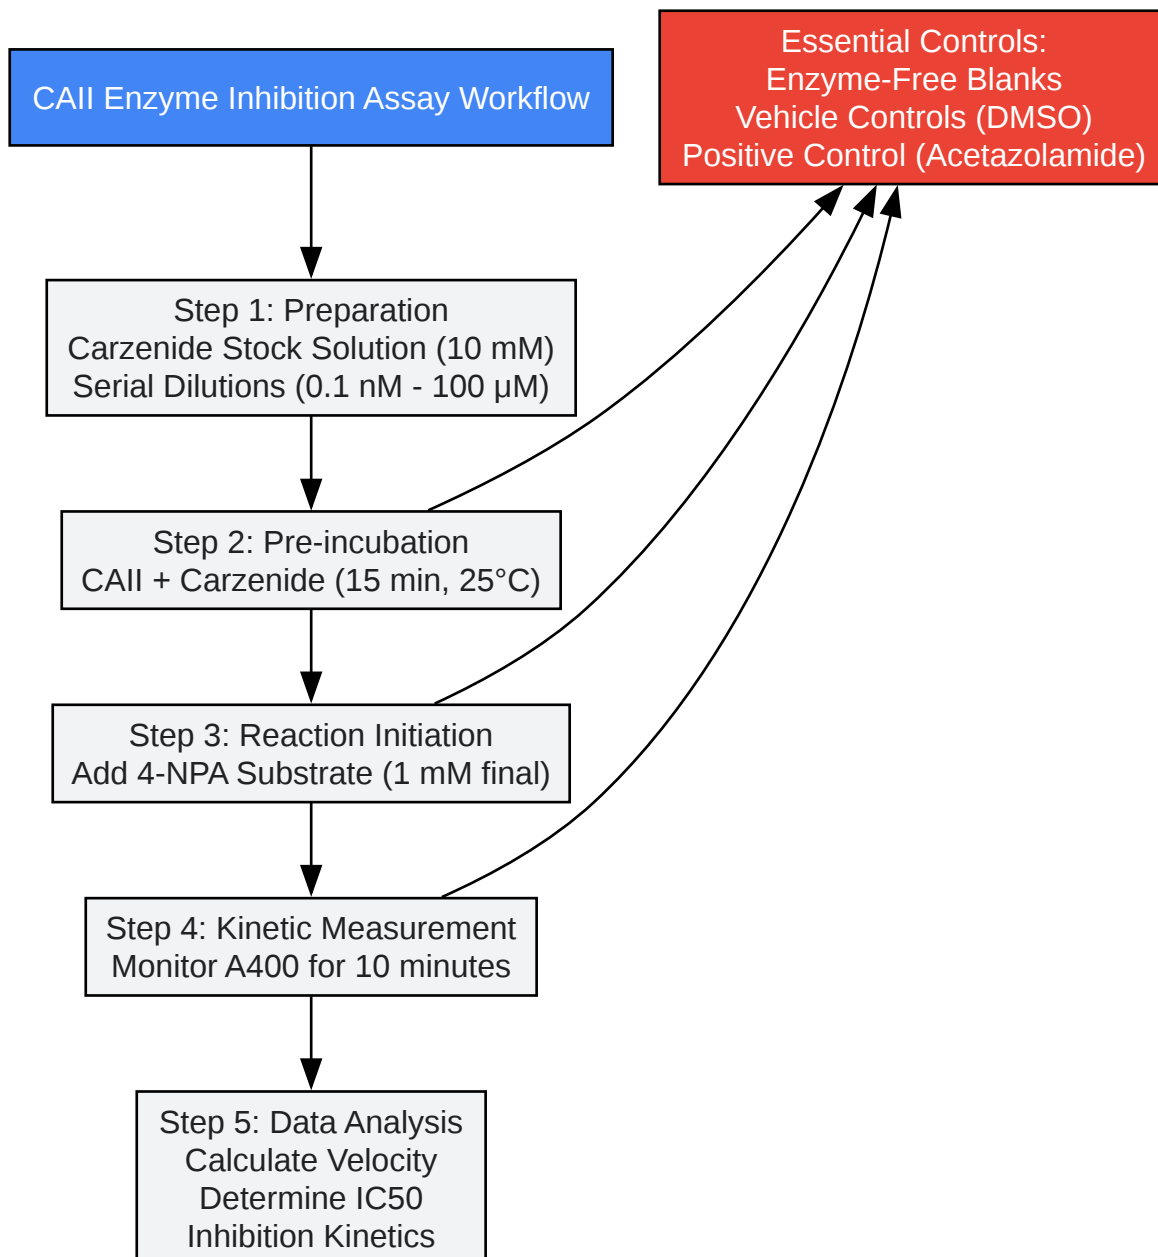 CAII Enzyme Inhibition Assay Workflow
Essential Controls:
Enzyme-Free Blanks
Vehicle Controls (DMSO)
Positive Control (Acetazolamide)
Step 1: Preparation
Carzenide Stock Solution (10 mM)
Serial Dilutions (0.1 nM - 100 μM)
Step 2: Pre-incubation
CAII + Carzenide (15 min, 25°C)
Step 3: Reaction Initiation
Add 4-NPA Substrate (1 mM final)
Step 4: Kinetic Measurement
Monitor A400 for 10 minutes
Step 5: Data Analysis
Calculate Velocity
Determine IC50
Inhibition Kinetics